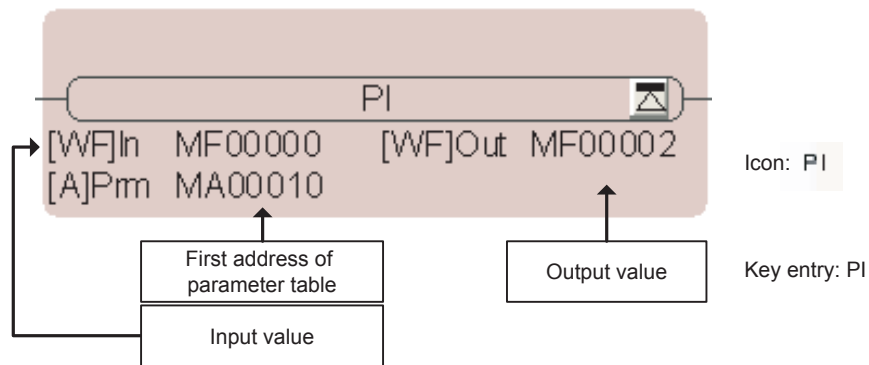 PI
[WF]In MF00000 [WF]Out MF00002
[A]Prm MA00010
Icon: PI
First address of
parameter table
Output value
Key entry: PI
Input value